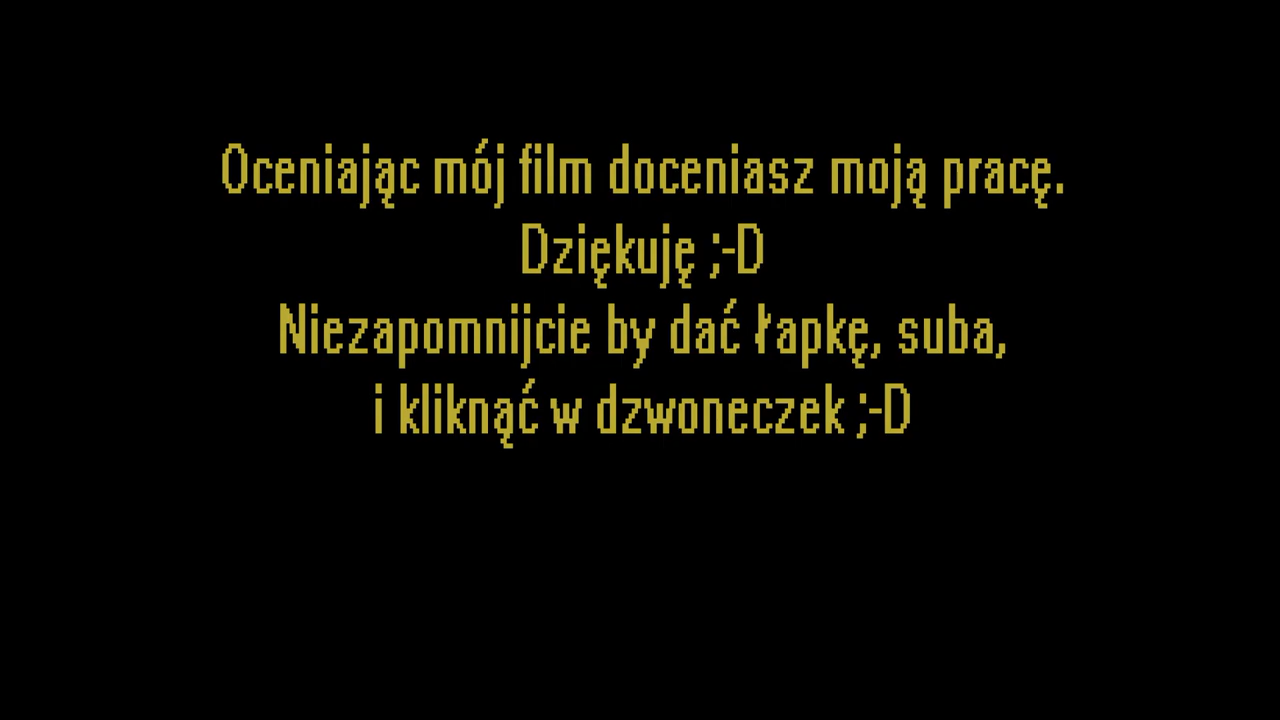 Oceniając mój film doceniasz moją pracę.
Dziękuję ;-D
Niezapomnijcie by dać łapkę, suba,
i kliknąć w dzwoneczek ;-D